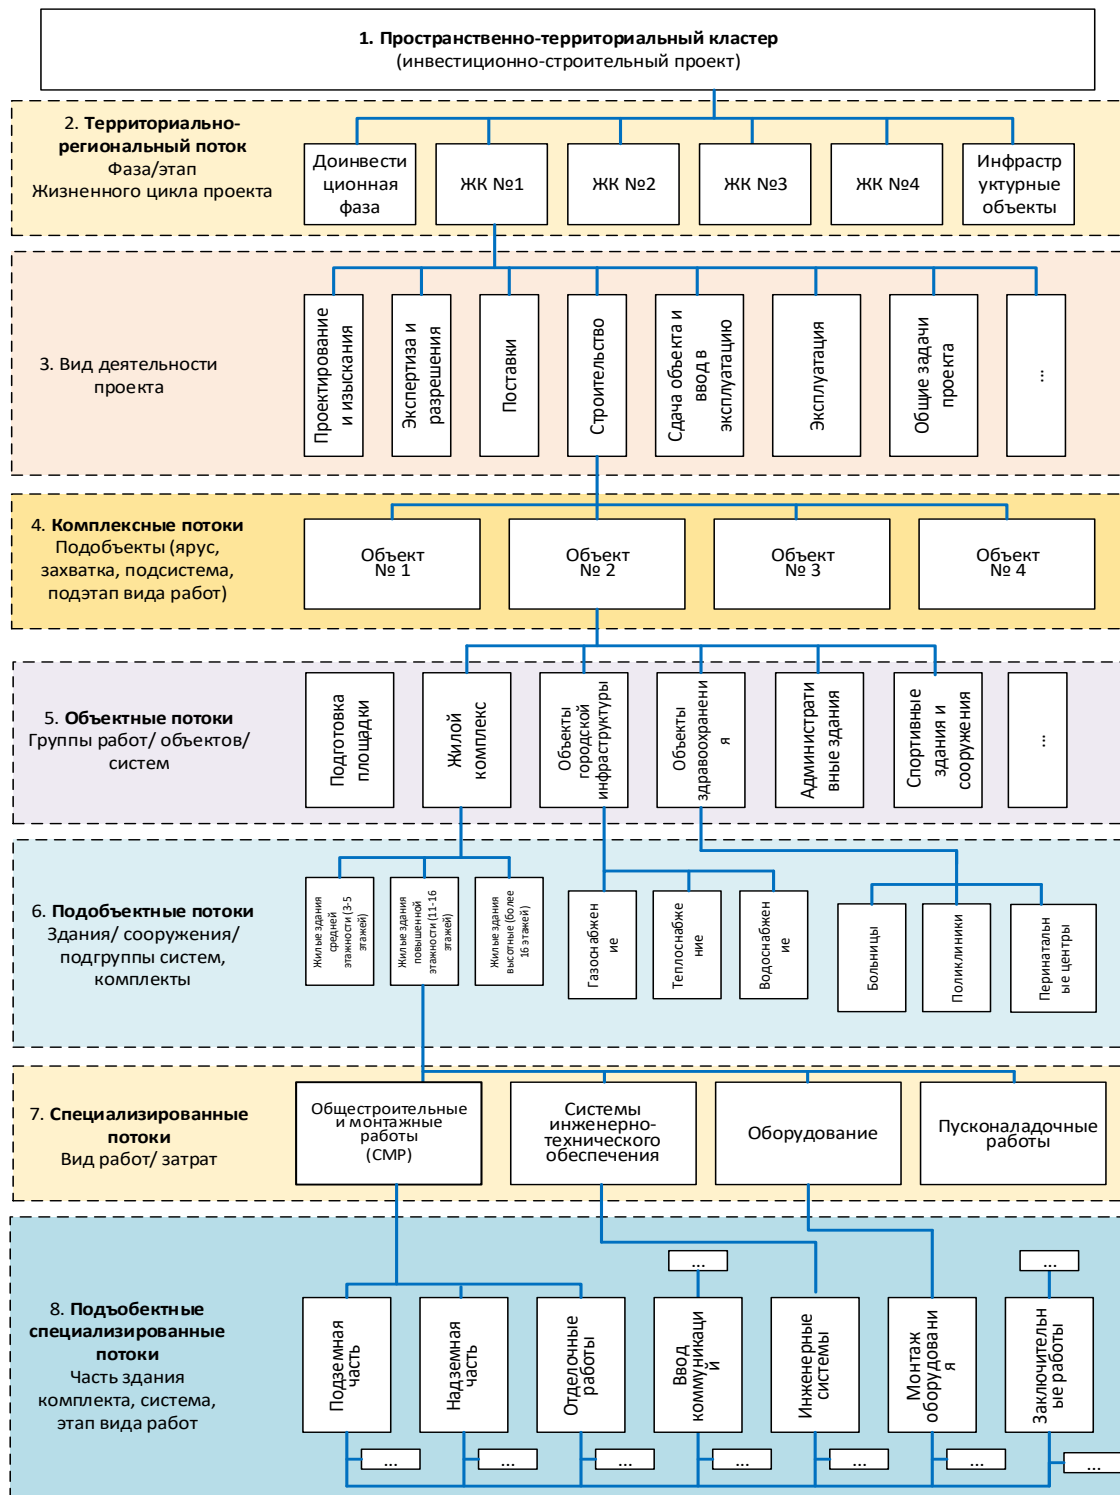 1. Пространственно-территориальный кластер
(инвестиционно-строительный проект)
2. Территориально-
региональный поток
Фаза/этап
Жизненного цикла проекта
Доинвести
ционная
фаза
ЖК №1
ЖК №2
ЖК №3
ЖК №4
Инфрастр
уктурные
объекты
3. Вид деятельности
проекта
Проектирование
и изыскания
Экспертиза и
разрешения
Поставки
Строительство
Сдача объекта и
ввод в
эксплуатацию
Эксплуатация
Общие задачи
проекта
...
4. Комплексные потоки
Подобъекты (ярус,
захватка, подсистема,
подэтап вида работ)
Объект
№ 1
Объект
№ 2
Объект
№ 3
Объект
№ 4
5. Объектные потоки
Группы работ/ объектов/
систем
Подготовка
площадки
Жилой
комплекс
Объекты
городской
инфраструктуры
Объекты
здравоохранени
я
Администрати
вные здания
Спортивные
здания и
сооружения
...
6. Подобъектные потоки
Здания/ сооружения/
подгруппы систем,
комплекты
Жилые здания
средней
этажности (3-5
этажей)
Жилые здания
повышенной
этажности (11-16
этажей)
Жилые здания
высотные (более
16 этажей)
Газоснабжен
ие
Теплоснабже
ние
Водоснабжен
ие
Больницы
Поликлиники
Перинатальн
ые центры
7. Специализированные
потоки
Вид работ/ затрат
Общестроительные
и монтажные
работы
(СМР)
Системы
инженерно-
технического
обеспечения
Оборудование
Пусконаладочные
работы
8. Подъобектные
специализированные
потоки
Часть здания
комплекта, система,
этап вида работ
...
...
Подземная
часть
Надземная
часть
Отделочные
работы
Ввод
коммуникаци
й
Инженерные
системы
Монтаж
оборудовани
я
Заключительн
ые работы
...
...
...
...
...
...
...